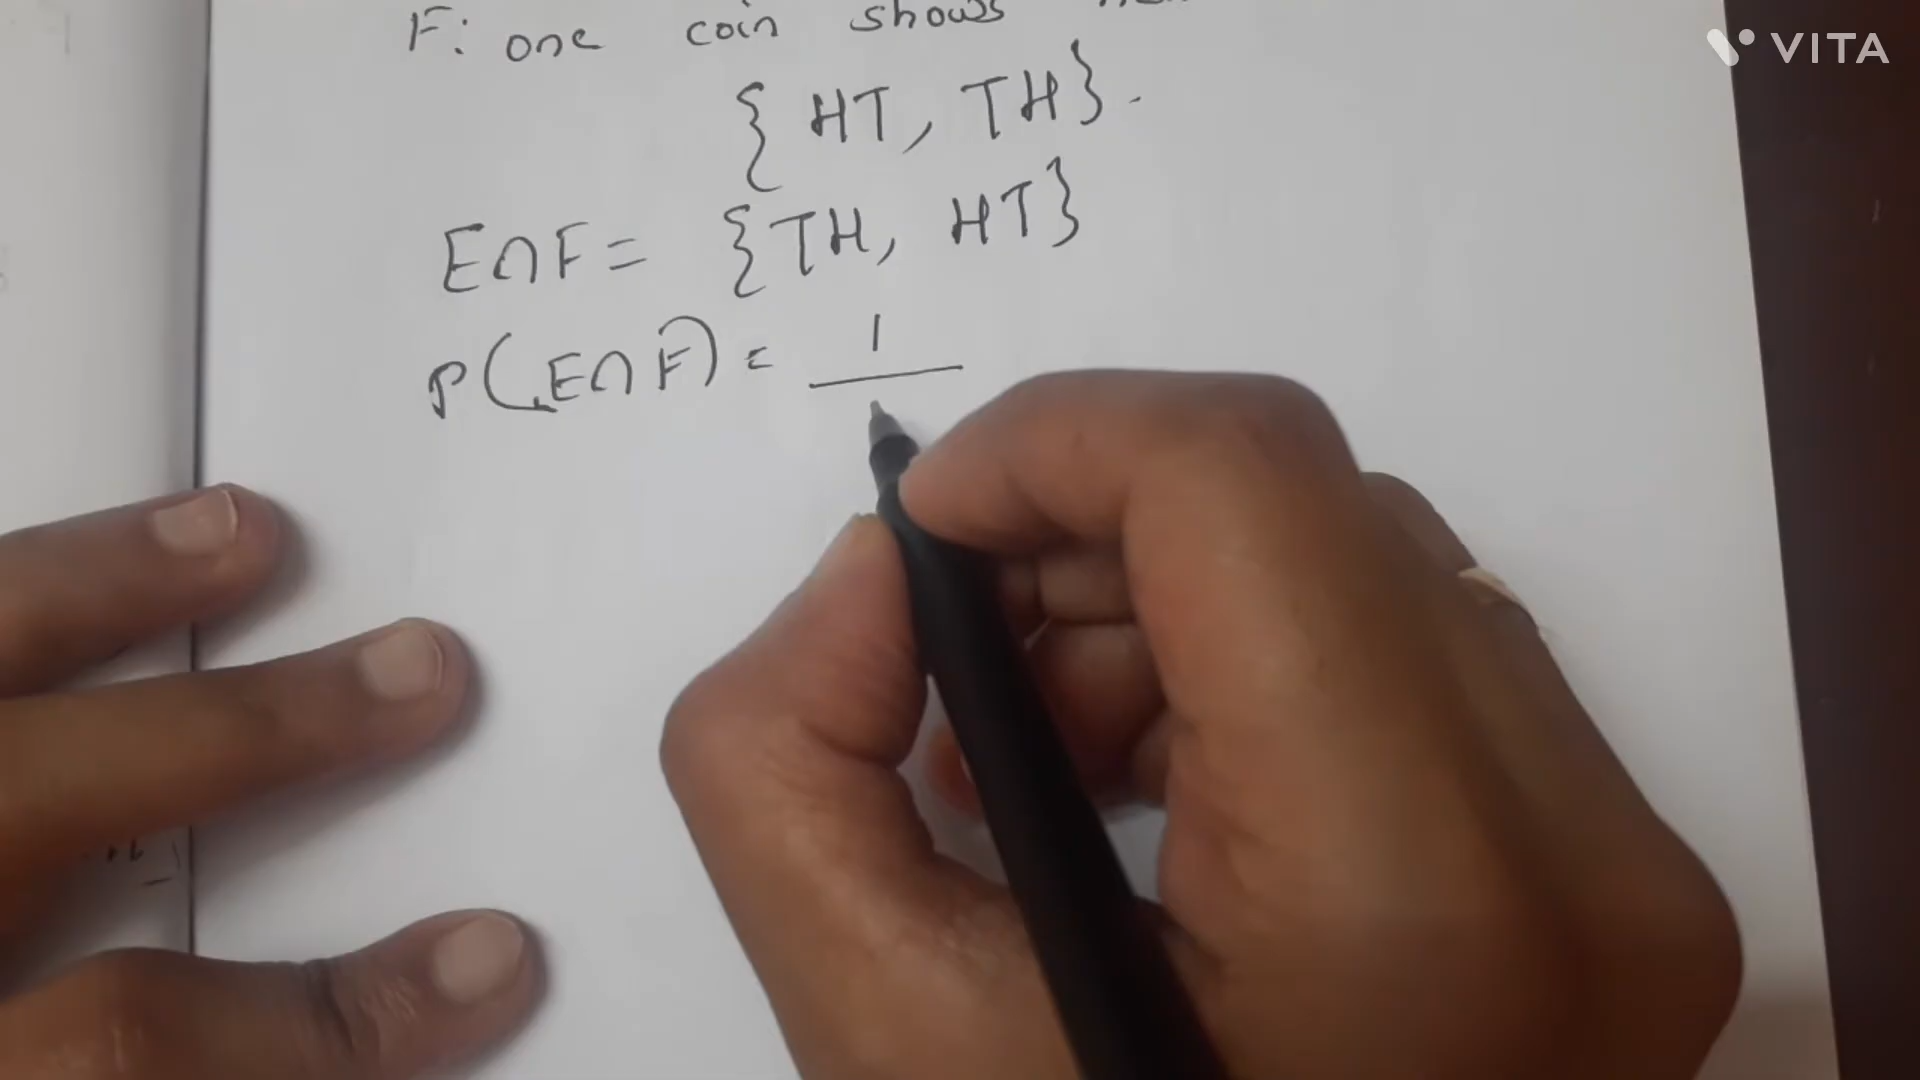 F: one coin shows
{ HT, TH}.
E∩F = {TH, HT}
P(E∩F) = 1
VITA